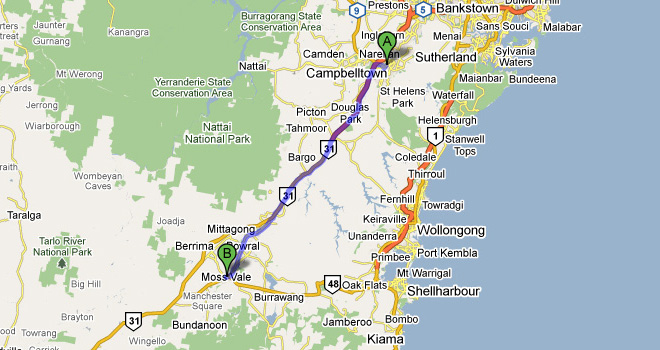 Dulwich Hill
Prestons
Bankstown
9
5
Burragorang State
Conservation Area
Malabar
Kanangra
Ingleburn
Menai
Sans Souci
A
Camden
Narellan
Sutherland
Sylvania
Waters
Mt Werong
Nattai
Campbelltown
Maianbar
Bundeena
Yerranderie State
Conservation Area
St Helens
Park
Waterfall
Jerrong
Douglas
Park
Picton
Helensburgh
Wiarborough
Nattai
National Park
Tahmoor
1
Stanwell
Tops
31
Bargo
Coledale
Wombeyan
Caves
Thirroul
31
Fernhill
Towradgi
Taralga
Joadja
Keiraville
Mittagong
Wollongong
Tarlo River
National Park
Berrima
Bowral
Unanderra
B
Primbee
Port Kembla
Moss Vale
Mt Warrigal
Big Hill
48
Oak Flats
Manchester
Square
Burrawang
Shellharbour
Brayton
31
Bundanoon
Jamberoo
Bombo
Towrang
Marulan
Kiama